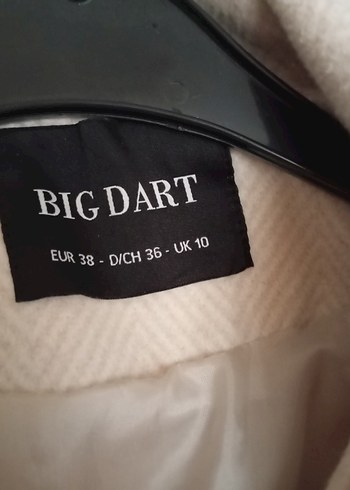 BIG DART
EUR 38 - D/CH 36 - UK 10